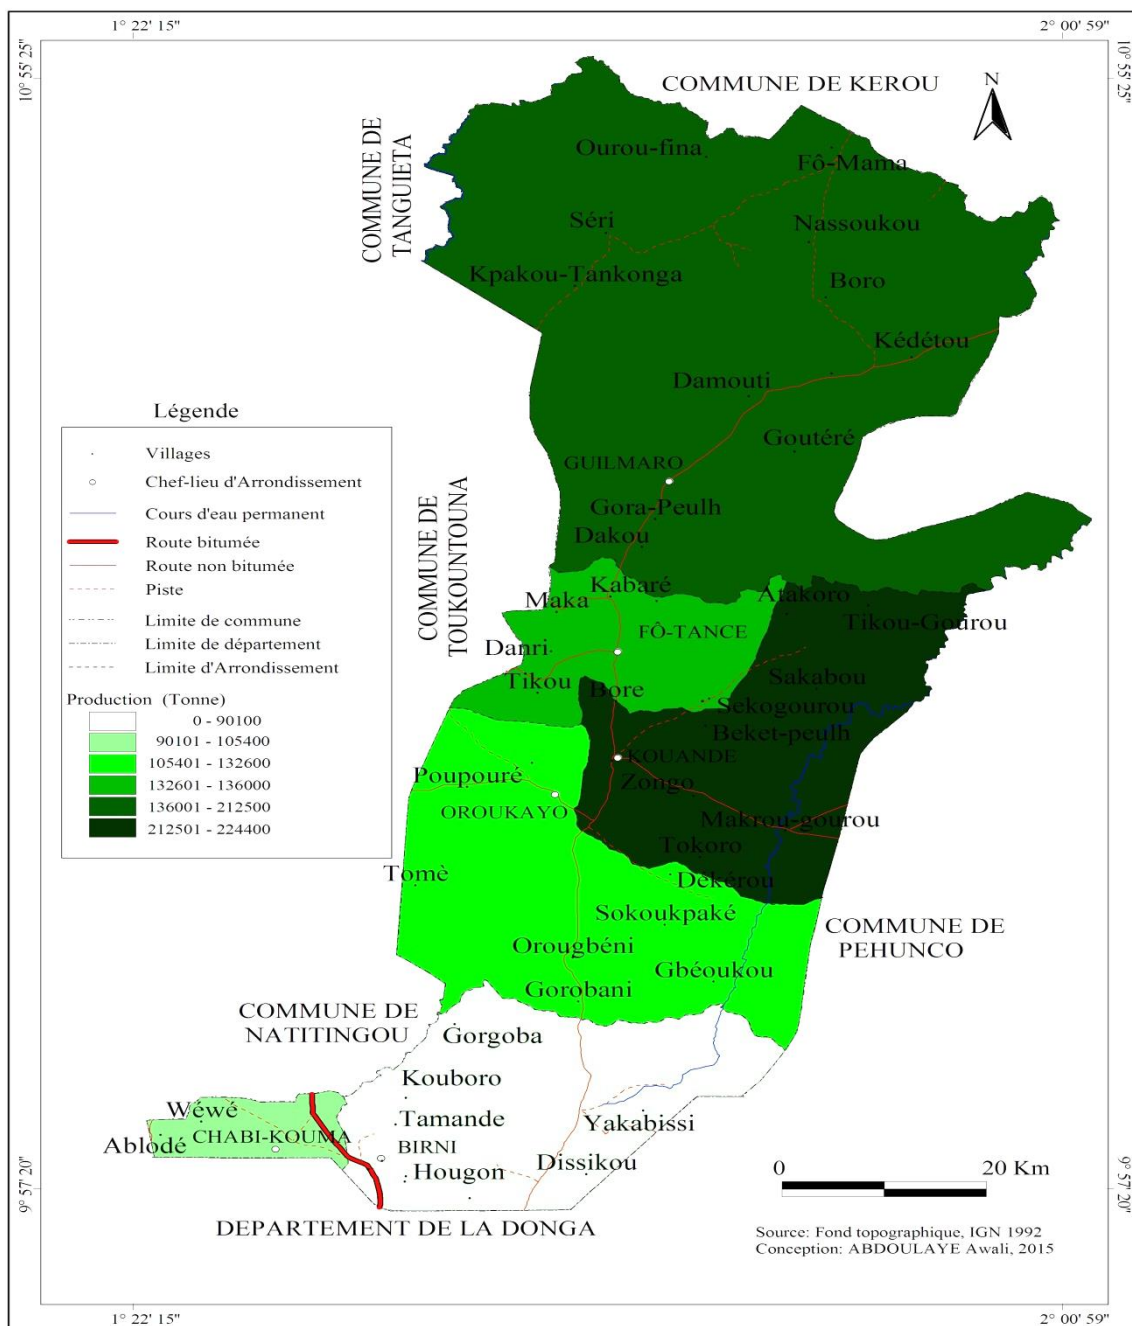 1° 22' 15"
2° 00' 59"
10° 55' 25"
10° 55' 25"
COMMUNE DE KEROU
N
COMMUNE DE
TANGUIETA
Ourou-fina
Fô-Mama
Séri
Nassoukou
Kpakou-Tankonga
Boro
Kédétou
Damouti
Goutéré
GUILMARO
Gora-Peulh
Dakou
COMMUNE DE
TOUKOUNTOUNA
Légende
Villages
Chef-lieu d'Arrondissement
Cours d'eau permanent
Route bitumée
Route non bitumée
Piste
Limite de commune
Limite de département
Limite d'Arrondissement
Production (Tonne)
0 - 90100
90101 - 105400
105401 - 132600
132601 - 136000
136001 - 212500
212501 - 224400
Kabaré
Maka
Atakoro
Tikou-Gourou
FÔ-TANCE
Danri
Tikou
Bore
Sakabou
Sékogourou
Béket-peulh
KOUANDE
Zongo
Poupouré
OROUKAYO
Makrou-gourou
Tokoro
Tomè
Dékérou
Sokoukpaké
COMMUNE DE
PEHUNCO
Orougbéni
Gbéoukou
Gorobani
COMMUNE DE
NATITINGOU
Gorgoba
Kouboro
Wéwé
Tamande
Yakabissi
Ablodé
CHABI-KOUMA
BIRNI
Hougon
Dissikou
0 20 Km
9° 57' 20"
9° 57' 20"
DEPARTEMENT DE LA DONGA
Source: Fond topographique, IGN 1992
Conception: ABDOULAYE Awali, 2015
1° 22' 15"
2° 00' 59"